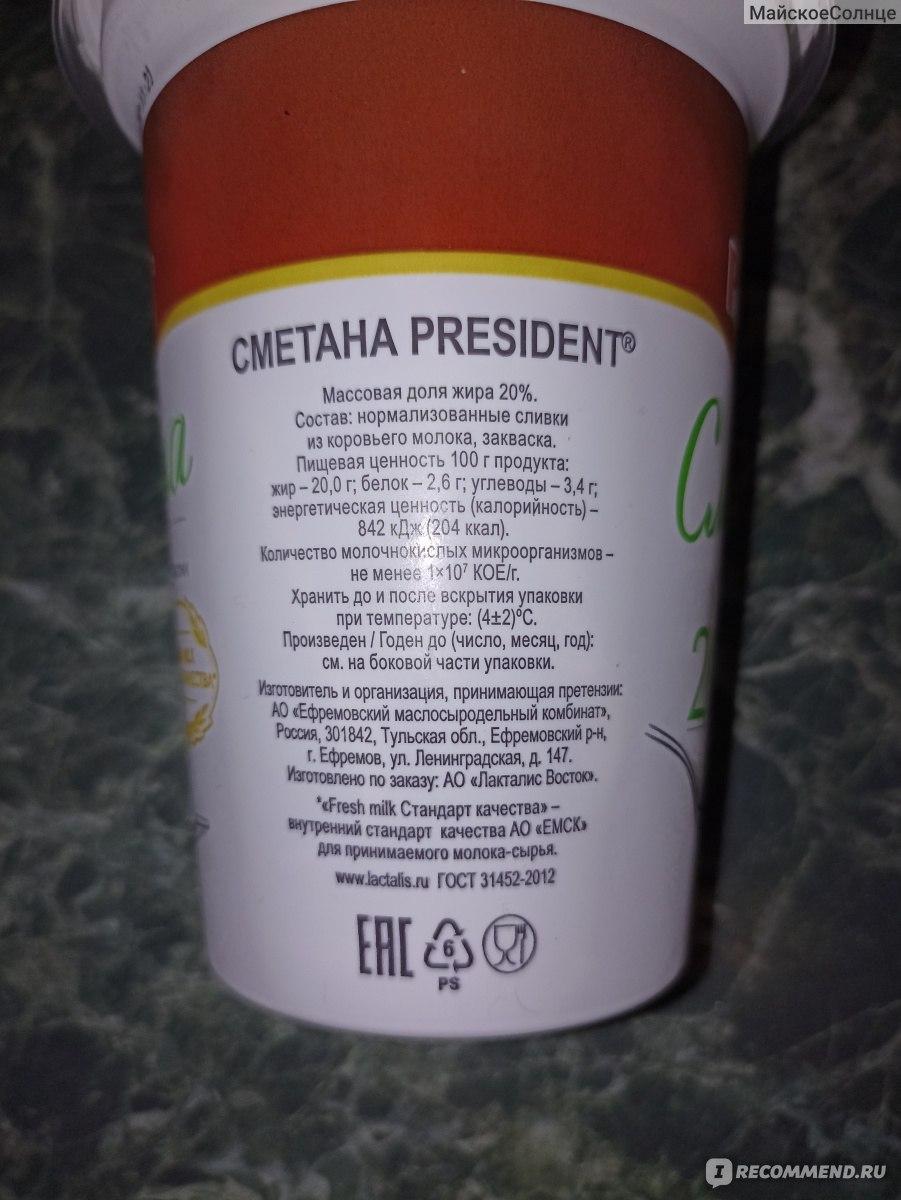 МайскоеСолнце
СМЕТАНА PRESIDENT®
Массовая доля жира 20%.
Состав: нормализованные сливки
из коровьего молока, закваска.
Пищевая ценность 100 г продукта:
жир – 20,0 г; белок – 2,6 г; углеводы – 3,4 г;
энергетическая ценность (калорийность) –
842 кДж (204 ккал).
Количество молочнокислых микроорганизмов –
не менее 1×10⁷ КОЕ/г.
Хранить до и после вскрытия упаковки
при температуре: (4±2)ºС.
Произведен / Годен до (число, месяц, год):
см. на боковой части упаковки.
Изготовитель и организация, принимающая претензии:
АО «Ефремовский маслосыродельный комбинат»,
Россия, 301842, Тульская обл., Ефремовский р-н,
г. Ефремов, ул. Ленинградская, д. 147.
Изготовлено по заказу: АО «Лакталис Восток».
*«Fresh milk Стандарт качества» –
внутренний стандарт качества АО «ЕМСК»
для принимаемого молока-сырья.
www.lactalis.ru ГОСТ 31452-2012
EAC
6
PS
IRECOMMEND.RU